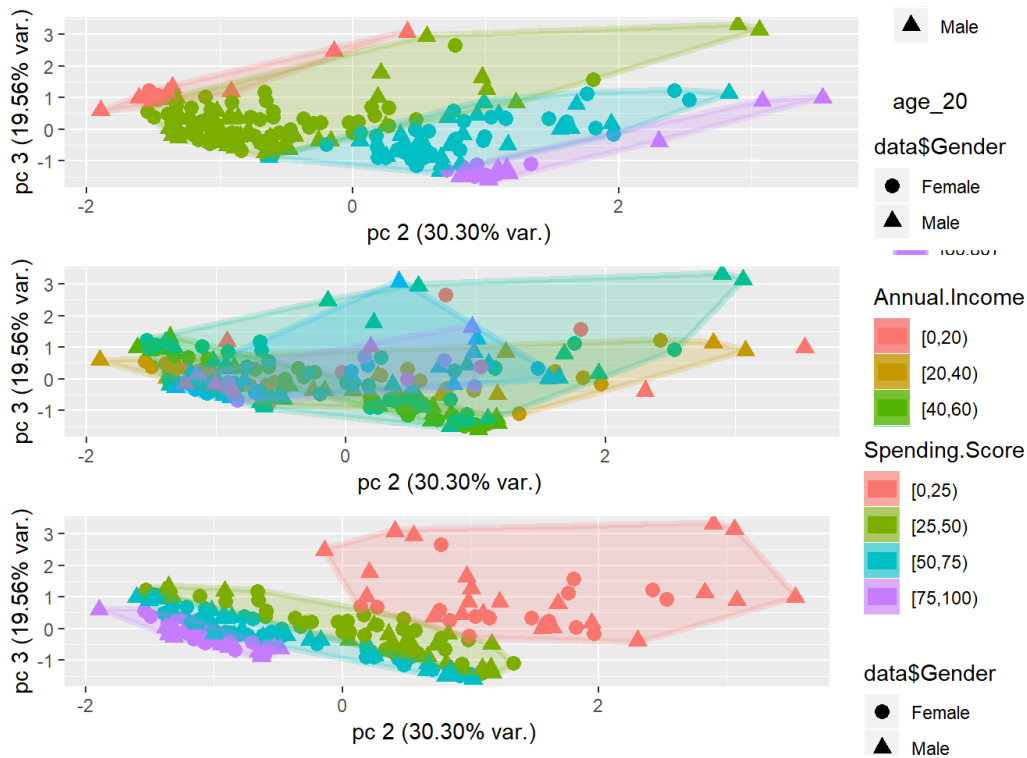 3
2
1
0
-1
pc 3 (19.56% var.)
-2
0
2
pc 2 (30.30% var.)
Male
age_20
data$Gender
Female
Male
3
2
1
0
-1
pc 3 (19.56% var.)
-2
0
2
pc 2 (30.30% var.)
Annual.Income
[0,20)
[20,40)
[40,60)
Spending.Score
[0,25)
[25,50)
[50,75)
[75,100)
3
2
1
0
-1
pc 3 (19.56% var.)
-2
0
2
pc 2 (30.30% var.)
data$Gender
Female
Male